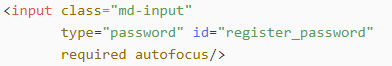 <input class="md-input"
type="password" id="register_password"
required autofocus/>